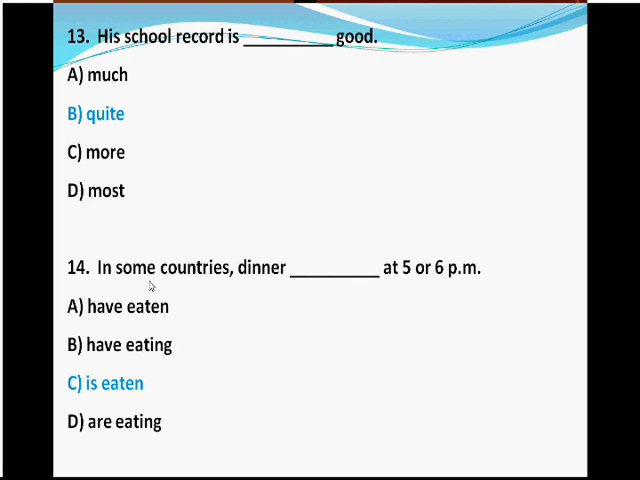 13. His school record is __________ good.
A) much
B) quite
C) more
D) most
14. In some countries, dinner __________ at 5 or 6 p.m.
A) have eaten
B) have eating
C) is eaten
D) are eating